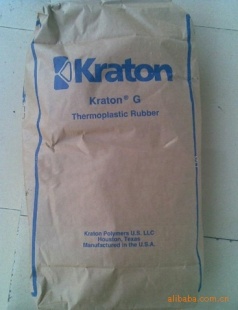 Kraton
Kraton® G
Thermoplastic Rubber
Kraton Polymers U.S. LLC
Houston, Texas
Manufactured in the U.S.A.
alibaba.com.cn